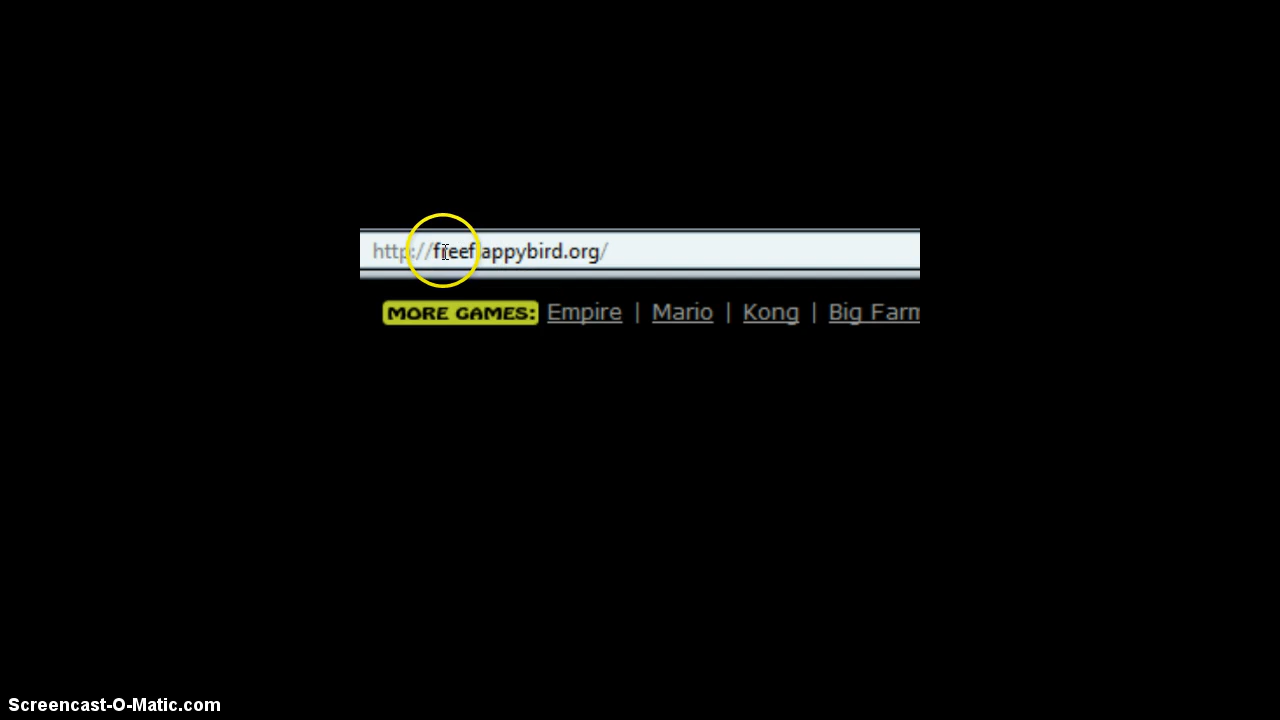 http://freeflappybird.org/
MORE GAMES: Empire | Mario | Kong | Big Farm
Screencast-O-Matic.com